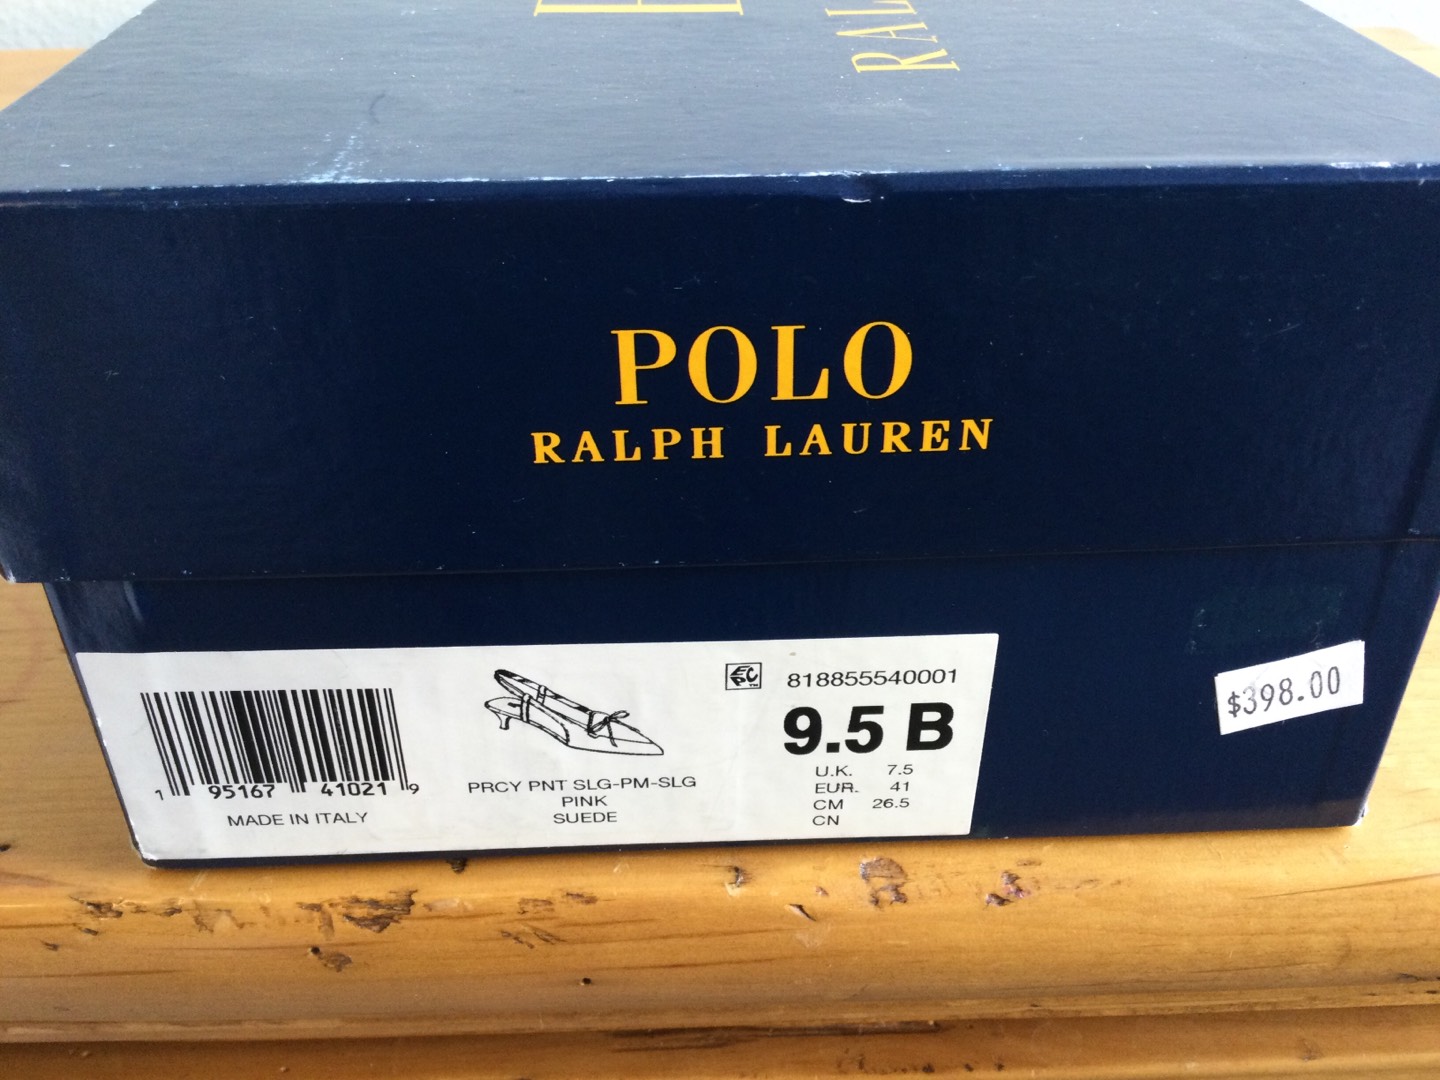 RAL
POLO
RALPH LAUREN
818855540001
9.5 B
U.K. 7.5
EUR. 41
CM 26.5
CN
1 95167 41021 9
MADE IN ITALY
PRCY PNT SLG-PM-SLG
PINK
SUEDE
$398.00